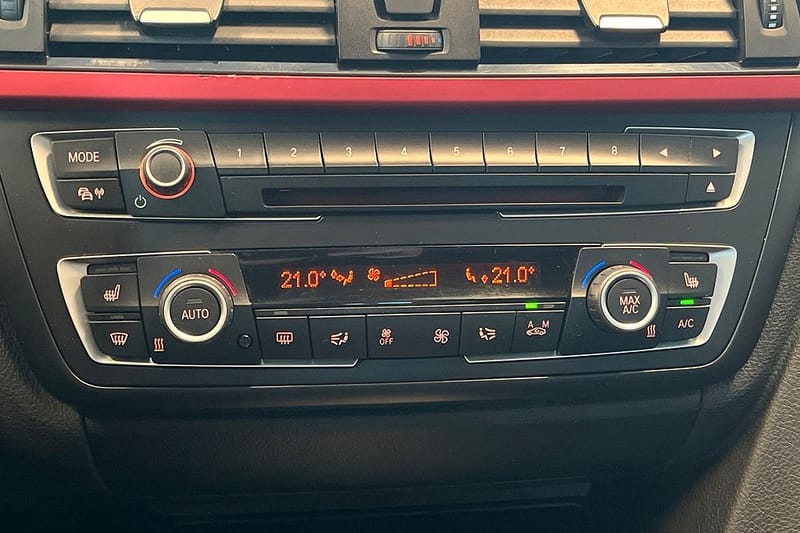 MODE 1 2 3 4 5 6 7 8
21.0° 21.0°
AUTO OFF A M MAX A/C A/C